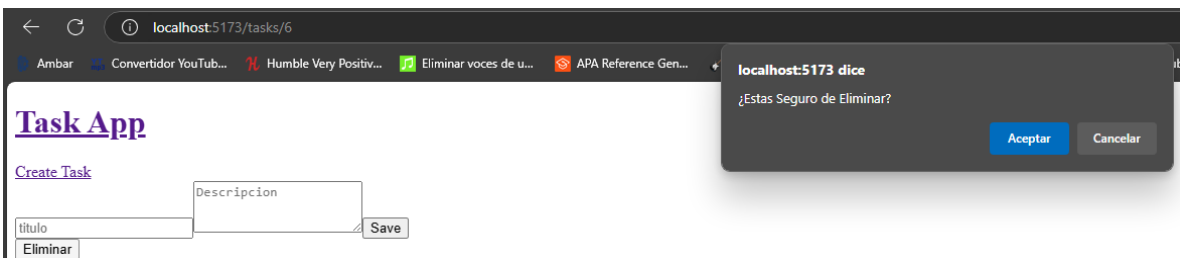 localhost:5173/tasks/6
Ambar Convertidor YouTub... Humble Very Positiv... Eliminar voces de u... APA Reference Gen...
localhost:5173 dice
¿Estas Seguro de Eliminar?
Aceptar Cancelar
Task App
Create Task
Descripcion
titulo
Save
Eliminar